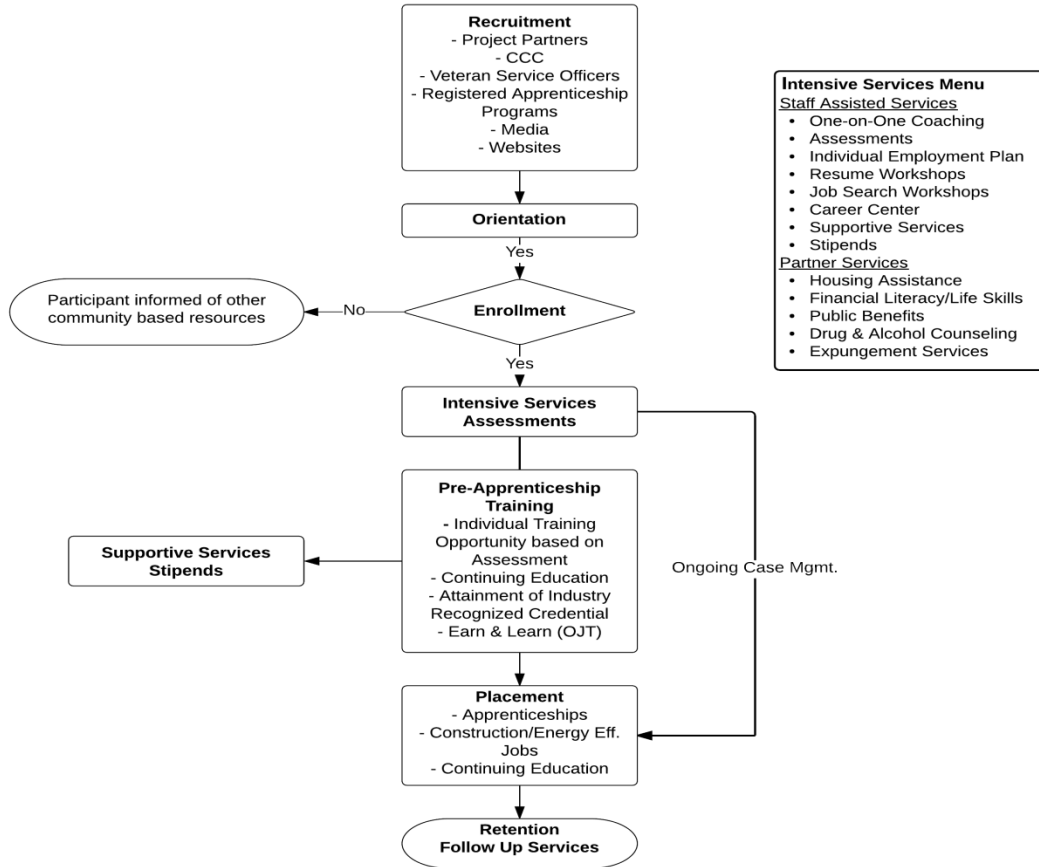 Recruitment
- Project Partners
- CCC
- Veteran Service Officers
- Registered Apprenticeship
Programs
- Media
- Websites
Orientation
Yes
Enrollment
No
Participant informed of other
community based resources
Yes
Intensive Services
Assessments
Pre-Apprenticeship
Training
- Individual Training
Opportunity based on
Assessment
- Continuing Education
- Attainment of Industry
Recognized Credential
- Earn & Learn (OJT)
Supportive Services
Stipends
Ongoing Case Mgmt.
Placement
- Apprenticeships
- Construction/Energy Eff.
Jobs
- Continuing Education
Retention
Follow Up Services
Intensive Services Menu
Staff Assisted Services
• One-on-One Coaching
• Assessments
• Individual Employment Plan
• Resume Workshops
• Job Search Workshops
• Career Center
• Supportive Services
• Stipends
Partner Services
• Housing Assistance
• Financial Literacy/Life Skills
• Public Benefits
• Drug & Alcohol Counseling
• Expungement Services